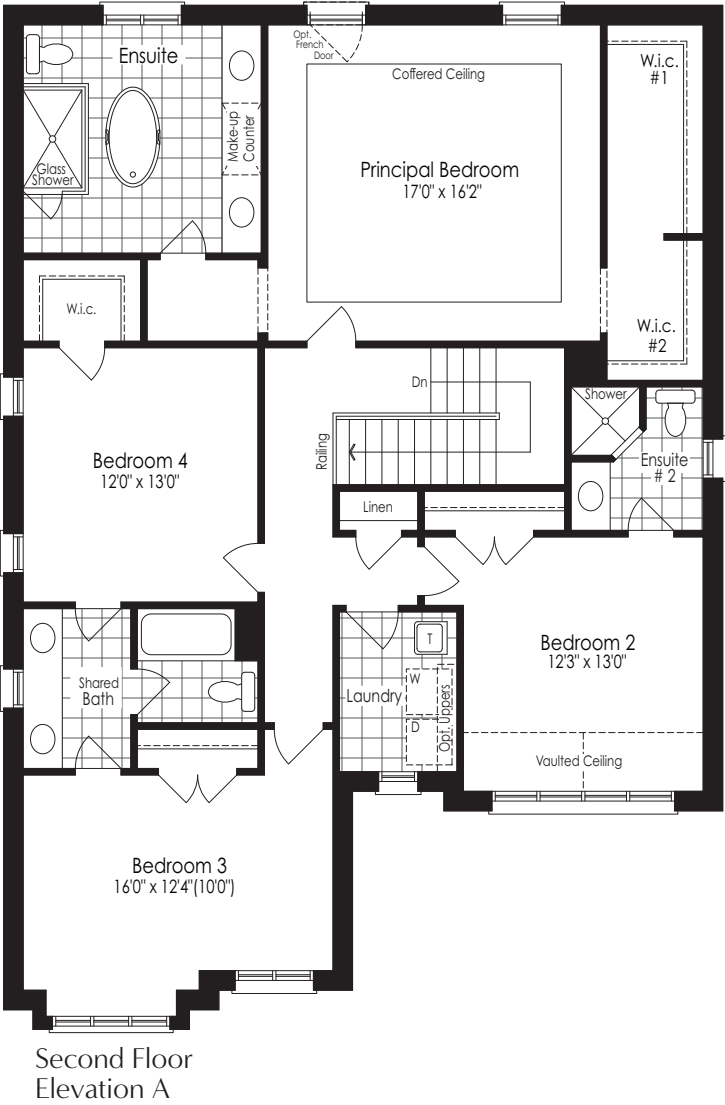 Ensuite
Opt.
French
Door
Coffered Ceiling
W.i.c.
#1
Make-up
Counter
Glass
Shower
Principal Bedroom
17'0" x 16'2"
W.i.c.
W.i.c.
#2
Dn
Shower
Railing
Bedroom 4
12'0" x 13'0"
Ensuite
# 2
Linen
T
Bedroom 2
12'3" x 13'0"
Shared
Bath
Laundry
W
D
Opt. Uppers
Vaulted Ceiling
Bedroom 3
16'0" x 12'4"(10'0")
Second Floor
Elevation A